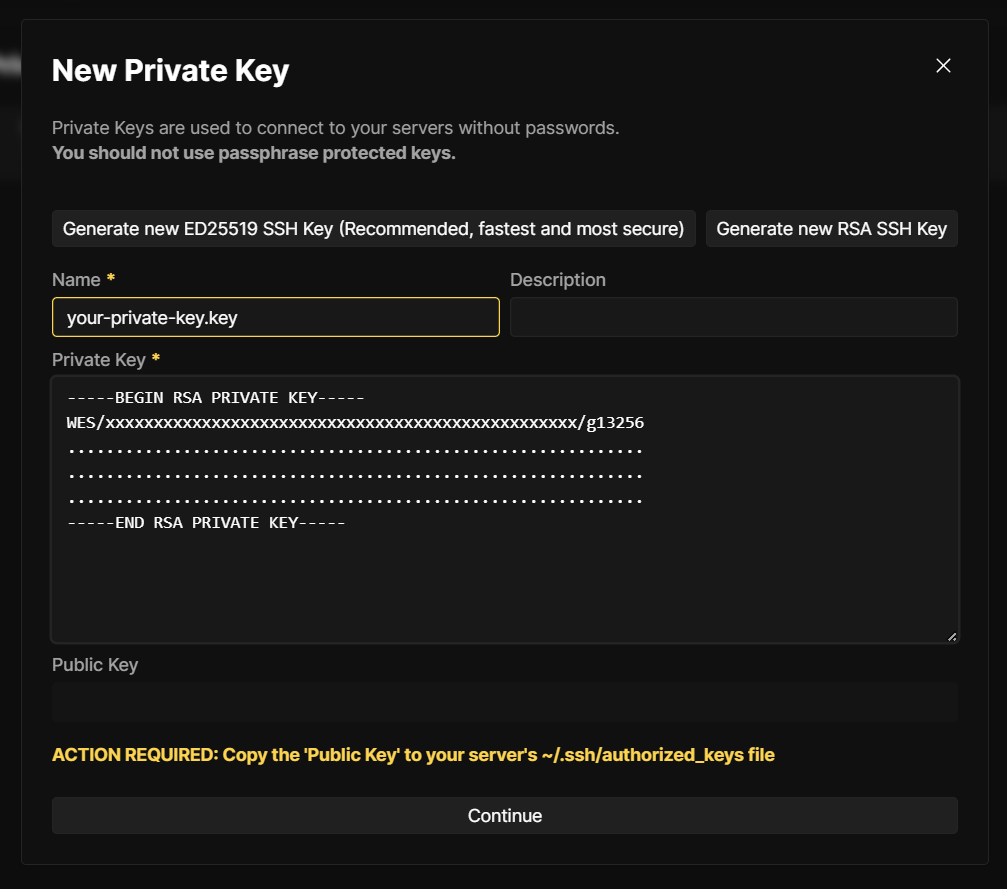 New Private Key
Private Keys are used to connect to your servers without passwords.
You should not use passphrase protected keys.
Generate new ED25519 SSH Key (Recommended, fastest and most secure)
Generate new RSA SSH Key
Name *
Description
your-private-key.key
Private Key *
-----BEGIN RSA PRIVATE KEY-----
WES/xxxxxxxxxxxxxxxxxxxxxxxxxxxxxxxxxxxxxxxxxxxxxxxxx/g13256
............................................................
............................................................
............................................................
-----END RSA PRIVATE KEY-----
Public Key
ACTION REQUIRED: Copy the 'Public Key' to your server's ~/.ssh/authorized_keys file
Continue